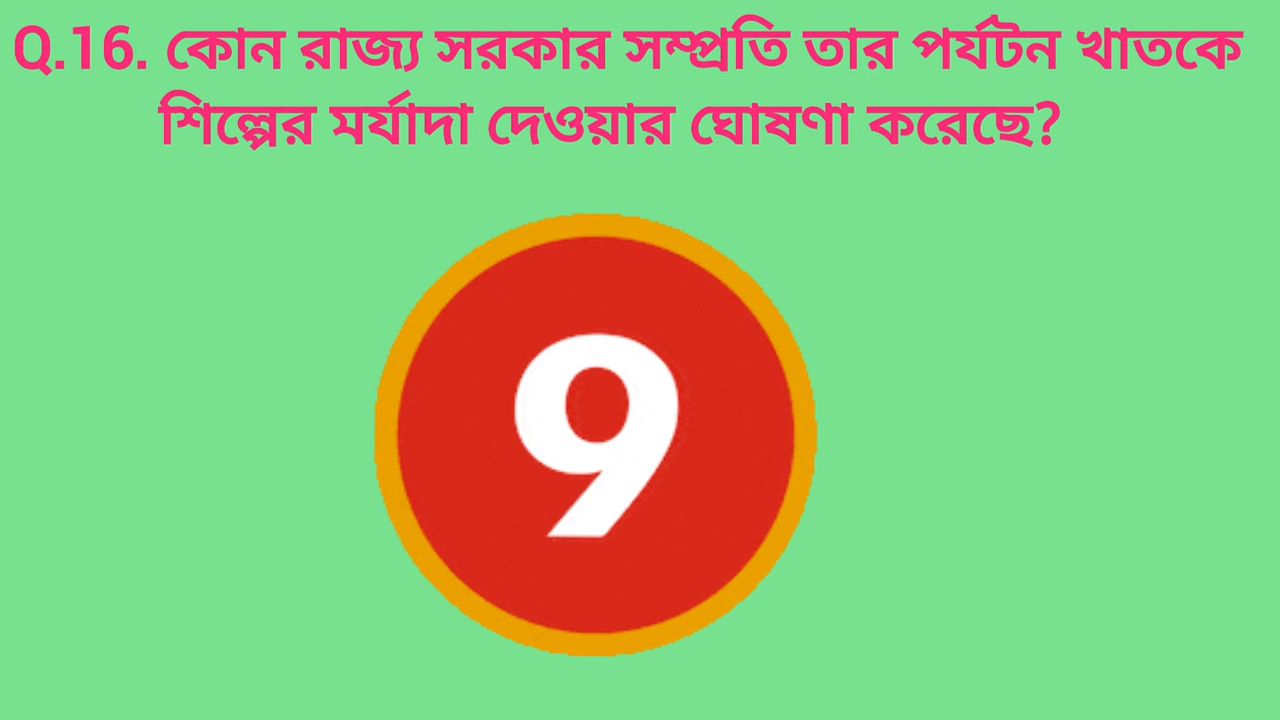 Q.16. কোন রাজ্য সরকার সম্প্রতি তার পর্যটন খাতকে
শিল্পের মর্যাদা দেওয়ার ঘোষণা করেছে?
9